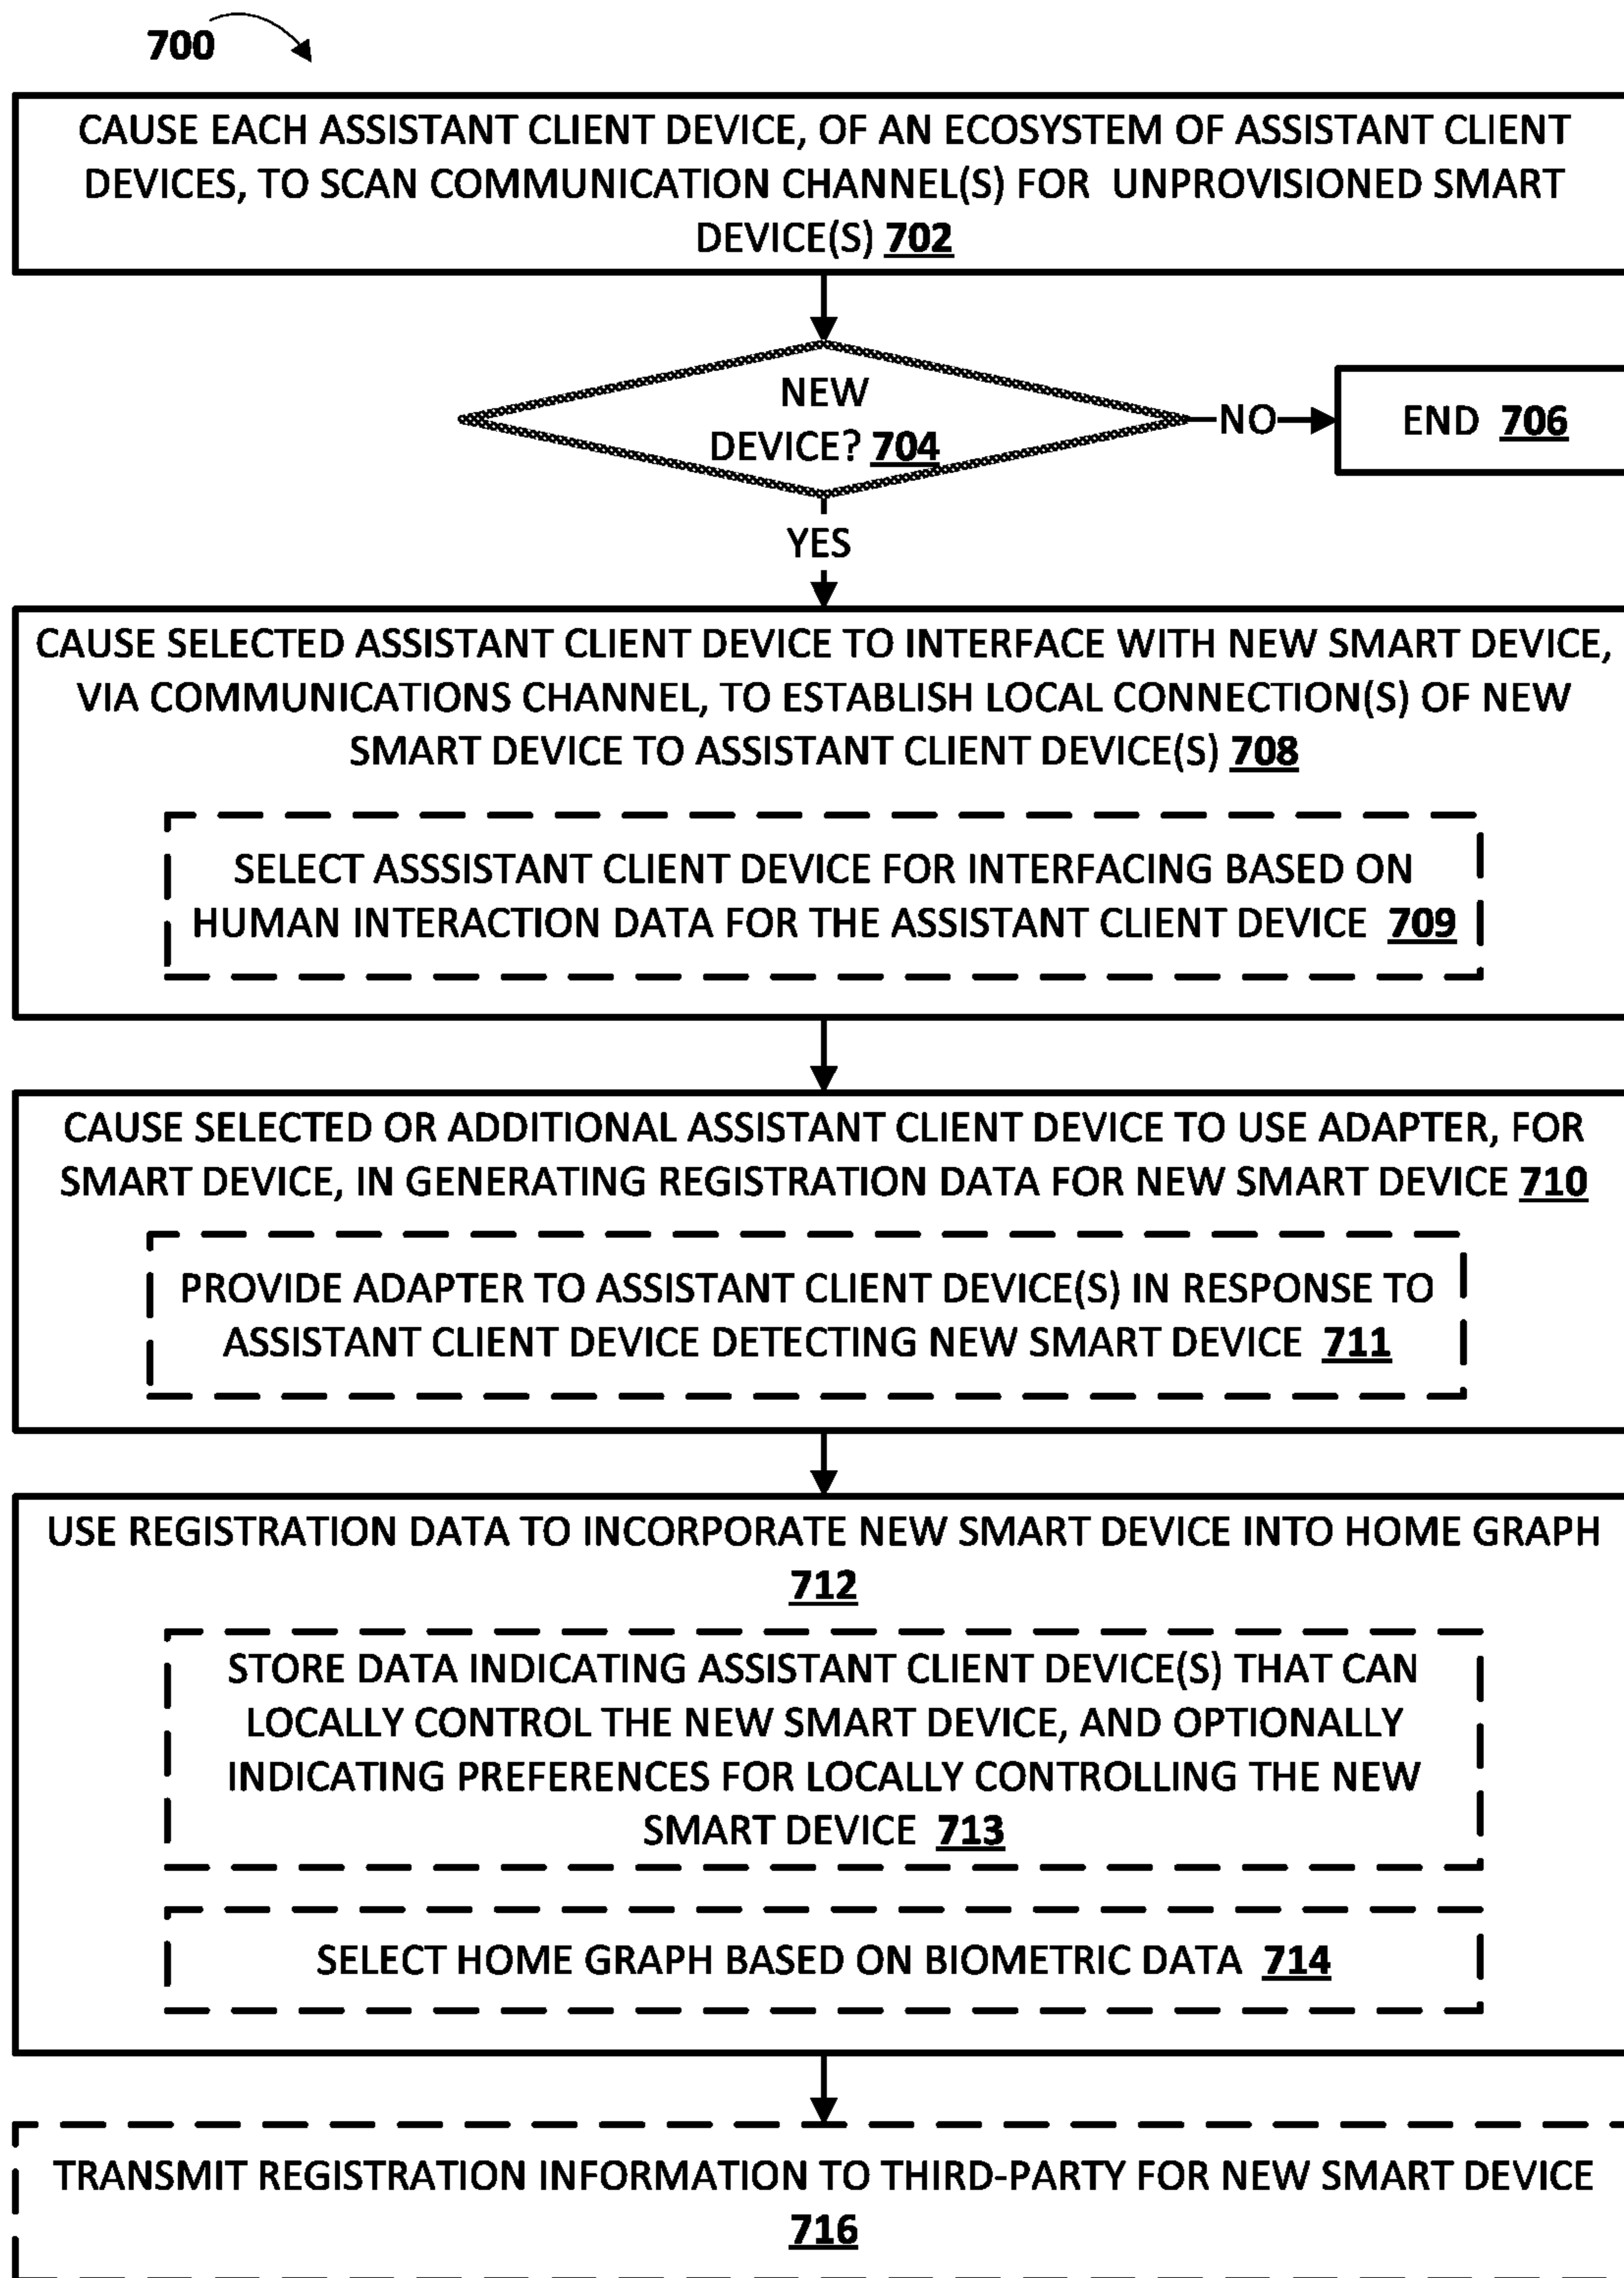 700
CAUSE EACH ASSISTANT CLIENT DEVICE, OF AN ECOSYSTEM OF ASSISTANT CLIENT
DEVICES, TO SCAN COMMUNICATION CHANNEL(S) FOR UNPROVISIONED SMART
DEVICE(S) 702
NEW
DEVICE? 704
NO
END 706
YES
CAUSE SELECTED ASSISTANT CLIENT DEVICE TO INTERFACE WITH NEW SMART DEVICE,
VIA COMMUNICATIONS CHANNEL, TO ESTABLISH LOCAL CONNECTION(S) OF NEW
SMART DEVICE TO ASSISTANT CLIENT DEVICE(S) 708
SELECT ASSSISTANT CLIENT DEVICE FOR INTERFACING BASED ON
HUMAN INTERACTION DATA FOR THE ASSISTANT CLIENT DEVICE 709
CAUSE SELECTED OR ADDITIONAL ASSISTANT CLIENT DEVICE TO USE ADAPTER, FOR
SMART DEVICE, IN GENERATING REGISTRATION DATA FOR NEW SMART DEVICE 710
PROVIDE ADAPTER TO ASSISTANT CLIENT DEVICE(S) IN RESPONSE TO
ASSISTANT CLIENT DEVICE DETECTING NEW SMART DEVICE 711
USE REGISTRATION DATA TO INCORPORATE NEW SMART DEVICE INTO HOME GRAPH
712
STORE DATA INDICATING ASSISTANT CLIENT DEVICE(S) THAT CAN
LOCALLY CONTROL THE NEW SMART DEVICE, AND OPTIONALLY
INDICATING PREFERENCES FOR LOCALLY CONTROLLING THE NEW
SMART DEVICE 713
SELECT HOME GRAPH BASED ON BIOMETRIC DATA 714
TRANSMIT REGISTRATION INFORMATION TO THIRD-PARTY FOR NEW SMART DEVICE
716